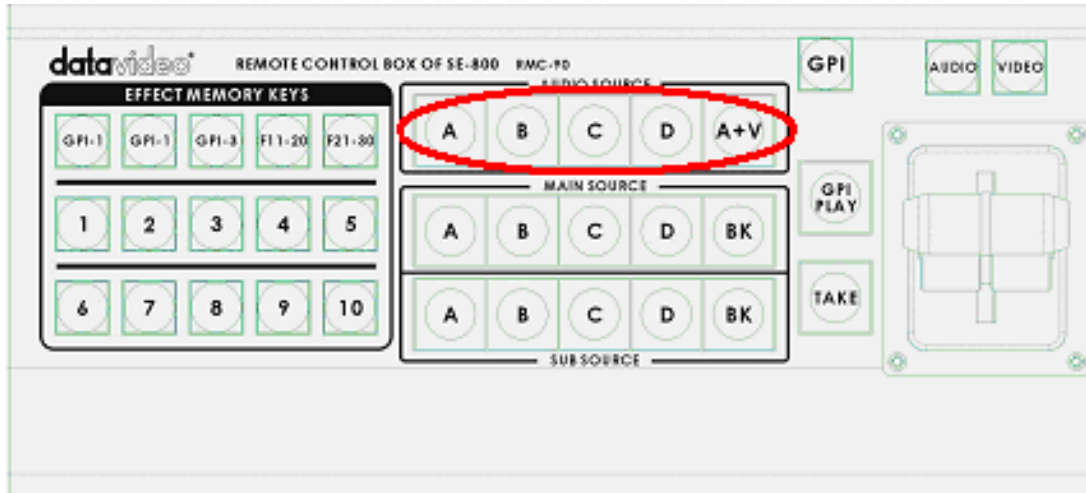 datavideo REMOTE CONTROL BOX OF SE-800 RMC-90
GPI
AUDIO VIDEO
EFFECT MEMORY KEYS
GPI-1 GPI-1 GPI-3 F11-20 F21-30
1 2 3 4 5
6 7 8 9 10
AUDIO SOURCE
A B C D A+V
MAIN SOURCE
A B C D BK
A B C D BK
SUB SOURCE
GPI
PLAY
TAKE